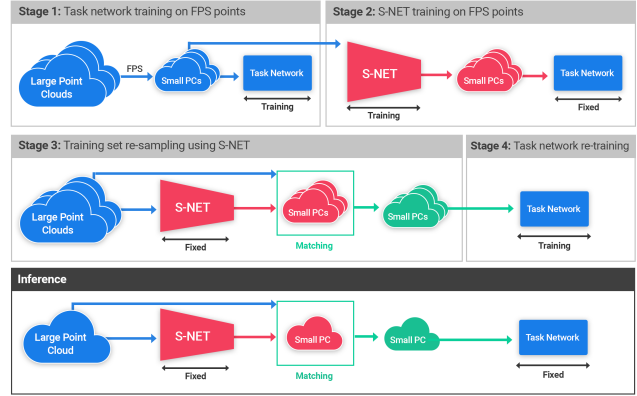 Stage 1: Task network training on FPS points
Large Point
Clouds
FPS
Small PCs
Task Network
Training
Stage 2: S-NET training on FPS points
S-NET
Training
Small PCs
Task Network
Fixed
Stage 3: Training set re-sampling using S-NET
Large Point
Clouds
S-NET
Fixed
Small PCs
Matching
Small PCs
Stage 4: Task network re-training
Task Network
Training
Inference
Large Point
Cloud
S-NET
Fixed
Small PC
Matching
Small PC
Task Network
Fixed